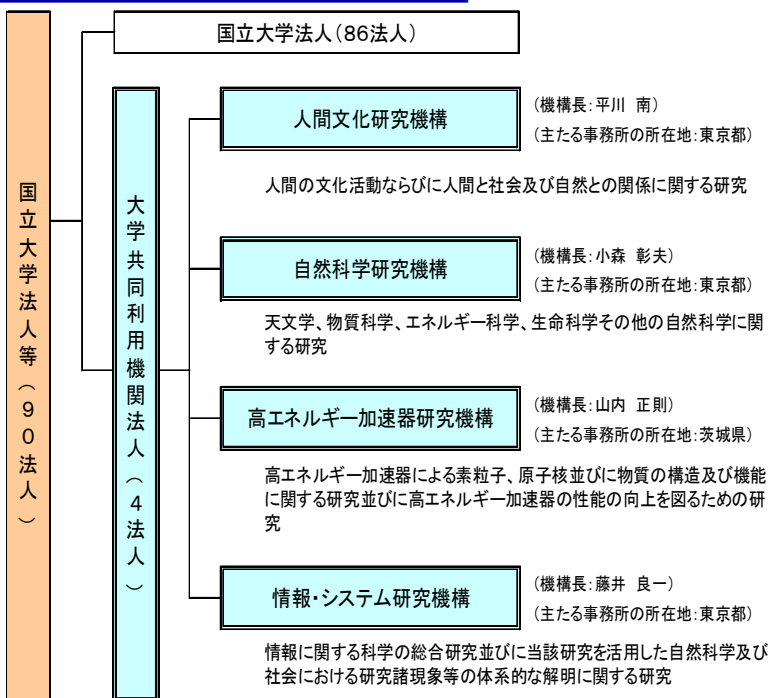 国立大学法人等（９０法人）
国立大学法人（86法人）
大学共同利用機関法人（４法人）
人間文化研究機構
（機構長：平川 南）
（主たる事務所の所在地：東京都）
人間の文化活動ならびに人間と社会及び自然との関係に関する研究
自然科学研究機構
（機構長：小森 彰夫）
（主たる事務所の所在地：東京都）
天文学、物質科学、エネルギー科学、生命科学その他の自然科学に関
する研究
高エネルギー加速器研究機構
（機構長：山内 正則）
（主たる事務所の所在地：茨城県）
高エネルギー加速器による素粒子、原子核並びに物質の構造及び機能
に関する研究並びに高エネルギー加速器の性能の向上を図るための研
究
情報・システム研究機構
（機構長：藤井 良一）
（主たる事務所の所在地：東京都）
情報に関する科学の総合研究並びに当該研究を活用した自然科学及び
社会における研究諸現象等の体系的な解明に関する研究